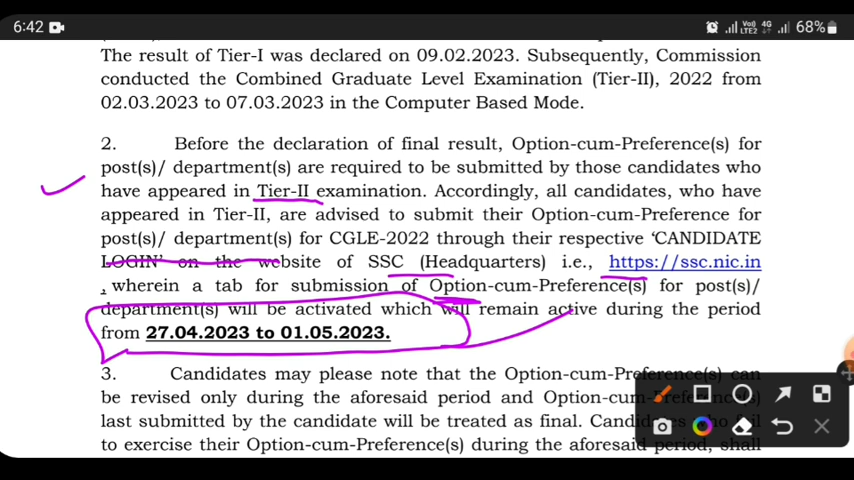 6:42
Vo)) 4G 68%
LTE2
The result of Tier-I was declared on 09.02.2023. Subsequently, Commission
conducted the Combined Graduate Level Examination (Tier-II), 2022 from
02.03.2023 to 07.03.2023 in the Computer Based Mode.
2. Before the declaration of final result, Option-cum-Preference(s) for
post(s)/ department(s) are required to be submitted by those candidates who
have appeared in Tier-II examination. Accordingly, all candidates, who have
appeared in Tier-II, are advised to submit their Option-cum-Preference for
post(s)/ department(s) for CGLE-2022 through their respective ‘CANDIDATE
LOGIN’ on the website of SSC (Headquarters) i.e., https://ssc.nic.in
, wherein a tab for submission of Option-cum-Preference(s) for post(s)/
department(s) will be activated which will remain active during the period
from 27.04.2023 to 01.05.2023.
3. Candidates may please note that the Option-cum-Preference(s) can
be revised only during the aforesaid period and Option-cum-Preference(s)
last submitted by the candidate will be treated as final. Candidates who fail
to exercise their Option-cum-Preference(s) during the aforesaid period, shall